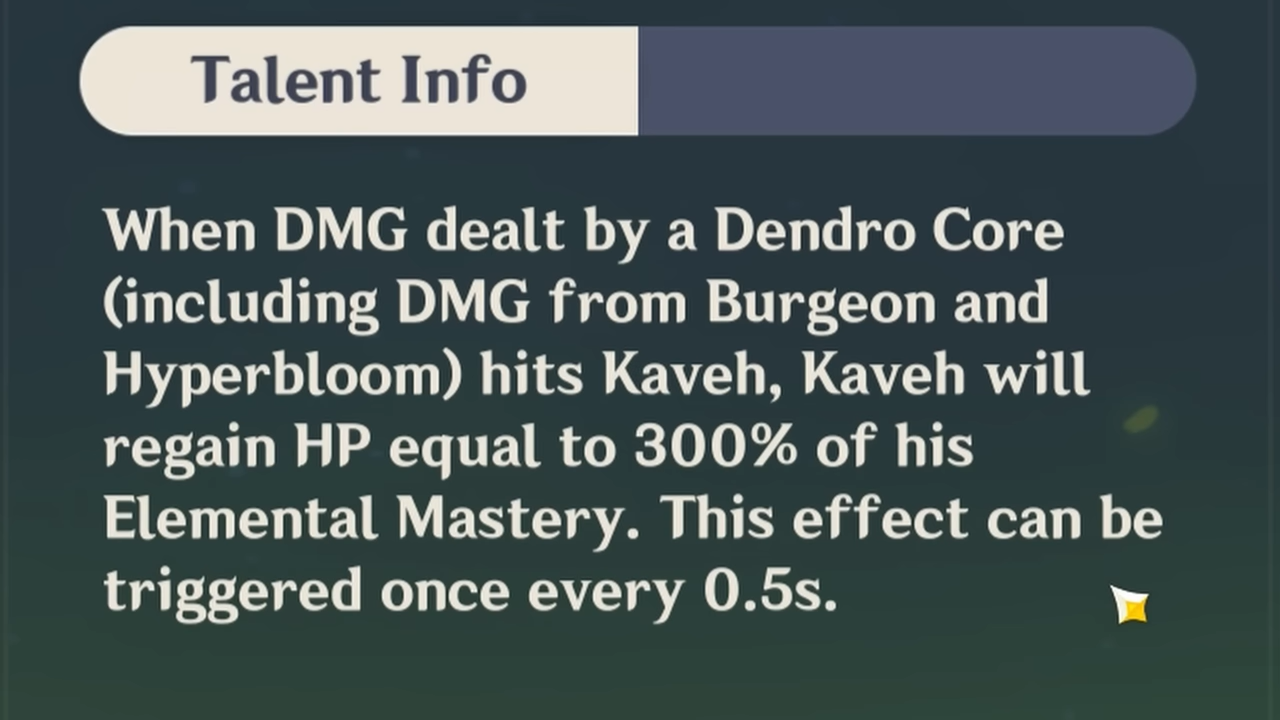 Talent Info
When DMG dealt by a Dendro Core
(including DMG from Burgeon and
Hyperbloom) hits Kaveh, Kaveh will
regain HP equal to 300% of his
Elemental Mastery. This effect can be
triggered once every 0.5s.